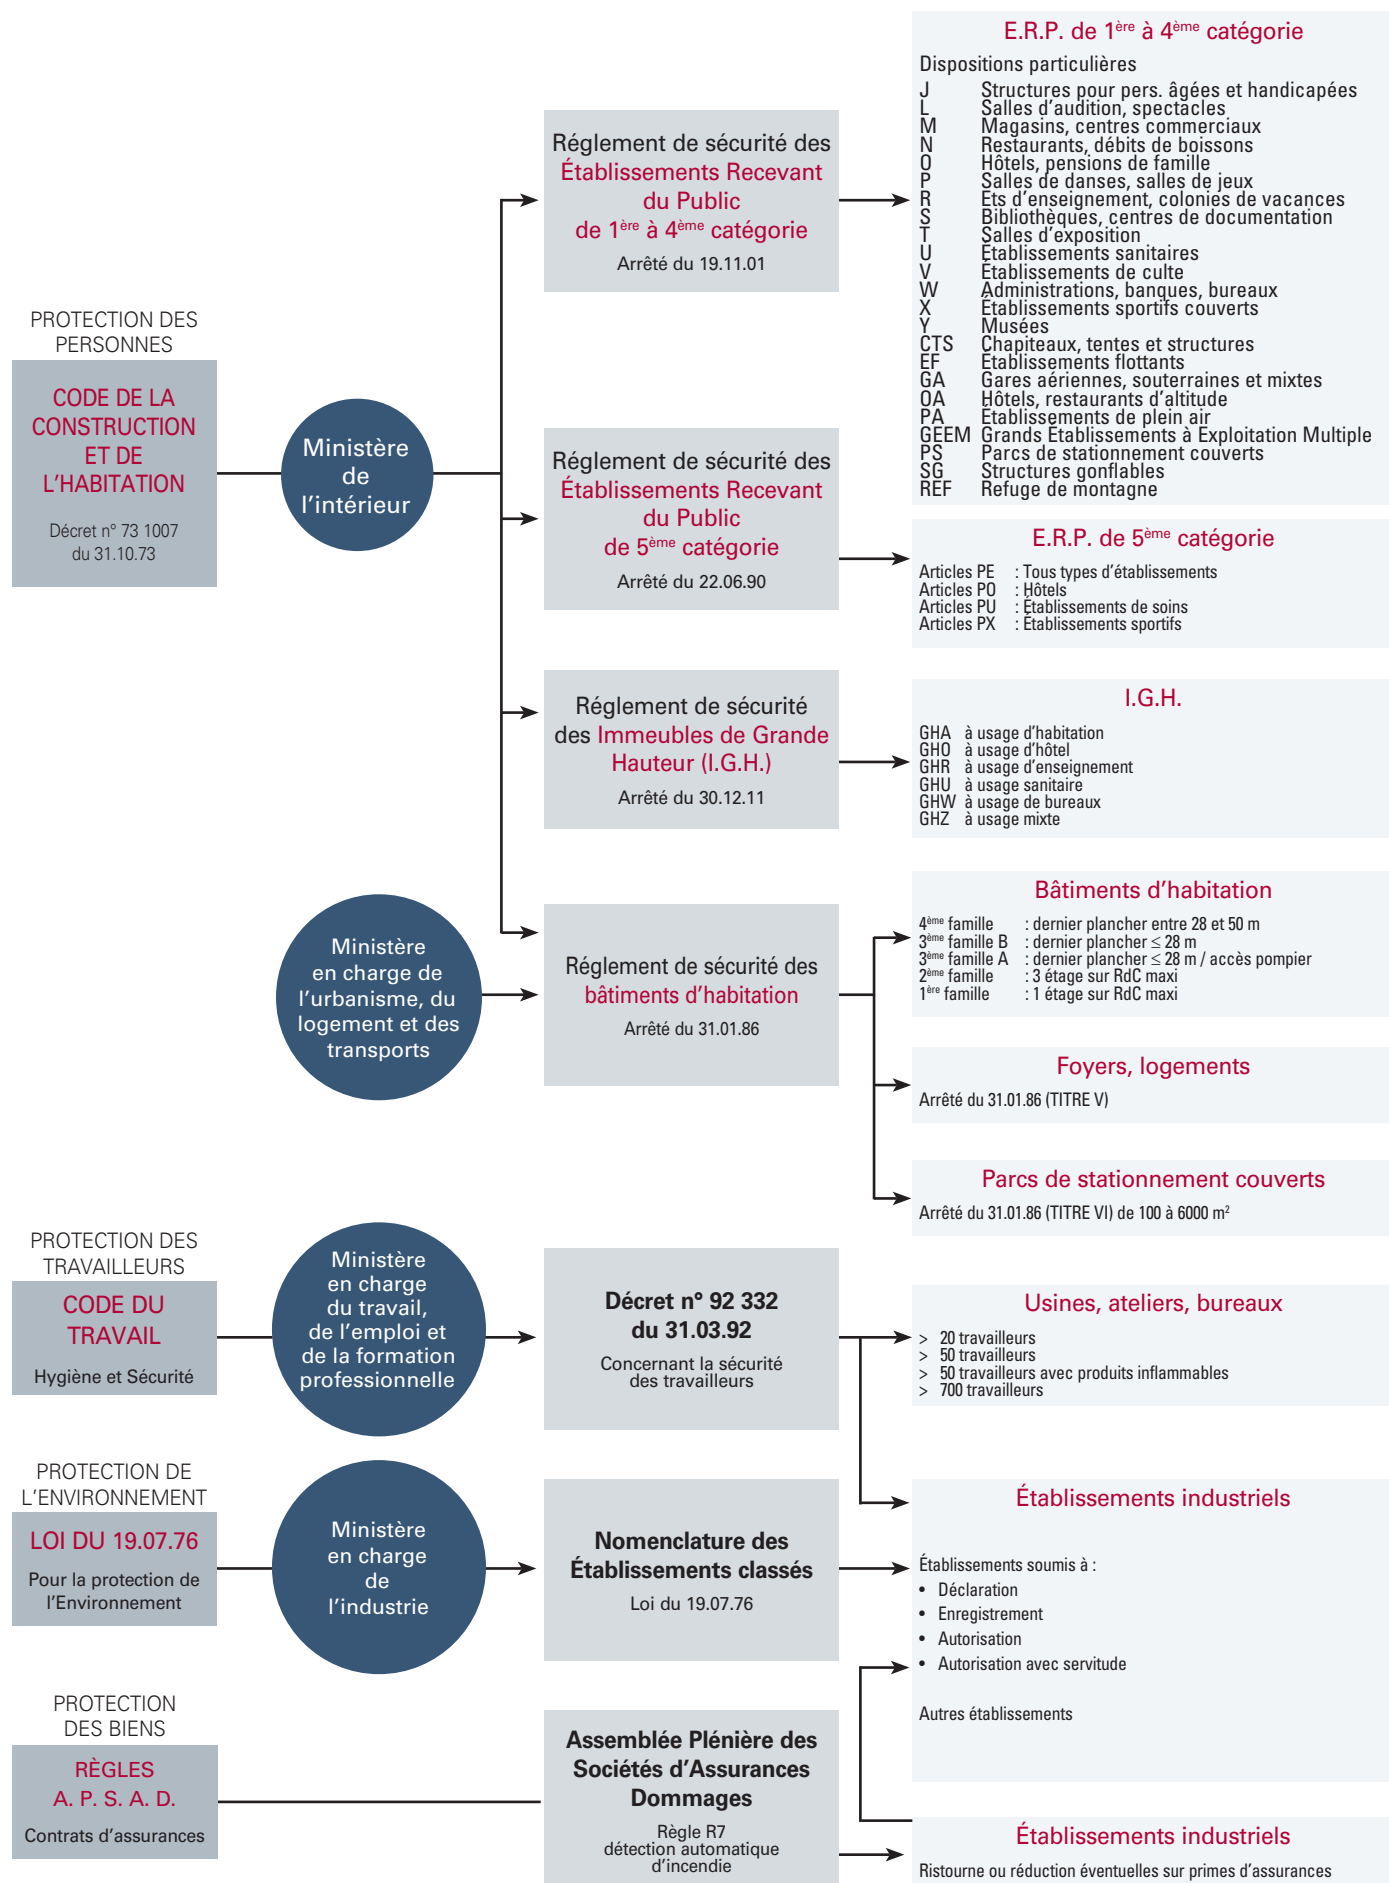 PROTECTION DES
PERSONNES
CODE DE LA
CONSTRUCTION
ET DE
L'HABITATION
Décret n° 73 1007
du 31.10.73
Ministère
de
l'intérieur
Réglement de sécurité des
Établissements Recevant
du Public
de 1ère à 4ème catégorie
Arrêté du 19.11.01
E.R.P. de 1ère à 4ème catégorie
Dispositions particulières
J Structures pour pers. âgées et handicapées
L Salles d'audition, spectacles
M Magasins, centres commerciaux
N Restaurants, débits de boissons
O Hôtels, pensions de famille
P Salles de danses, salles de jeux
R Ets d'enseignement, colonies de vacances
S Bibliothèques, centres de documentation
T Salles d'exposition
U Établissements sanitaires
V Établissements de culte
W Administrations, banques, bureaux
X Établissements sportifs couverts
Y Musées
CTS Chapiteaux, tentes et structures
EF Établissements flottants
GA Gares aériennes, souterraines et mixtes
OA Hôtels, restaurants d'altitude
PA Établissements de plein air
GEEM Grands Etablissements à Exploitation Multiple
PS Parcs de stationnement couverts
SG Structures gonflables
REF Refuge de montagne
Réglement de sécurité des
Établissements Recevant
du Public
de 5ème catégorie
Arrêté du 22.06.90
E.R.P. de 5ème catégorie
Articles PE : Tous types d'établissements
Articles PO : Hôtels
Articles PU : Établissements de soins
Articles PX : Établissements sportifs
Réglement de sécurité
des Immeubles de Grande
Hauteur (I.G.H.)
Arrêté du 30.12.11
I.G.H.
GHA à usage d'habitation
GHO à usage d'hôtel
GHR à usage d'enseignement
GHU à usage sanitaire
GHW à usage de bureaux
GHZ à usage mixte
Ministère
en charge de
l'urbanisme, du
logement et des
transports
Réglement de sécurité des
bâtiments d'habitation
Arrêté du 31.01.86
Bâtiments d'habitation
4ème famille : dernier plancher entre 28 et 50 m
3ème famille B : dernier plancher ≤ 28 m
3ème famille A : dernier plancher ≤ 28 m / accès pompier
2ème famille : 3 étage sur RdC maxi
1ère famille : 1 étage sur RdC maxi
Foyers, logements
Arrêté du 31.01.86 (TITRE V)
Parcs de stationnement couverts
Arrêté du 31.01.86 (TITRE VI) de 100 à 6000 m²
PROTECTION DES
TRAVAILLEURS
CODE DU
TRAVAIL
Hygiène et Sécurité
Ministère
en charge
du travail,
de l'emploi et
de la formation
professionnelle
Décret n° 92 332
du 31.03.92
Concernant la sécurité
des travailleurs
Usines, ateliers, bureaux
> 20 travailleurs
> 50 travailleurs
> 50 travailleurs avec produits inflammables
> 700 travailleurs
PROTECTION DE
L'ENVIRONNEMENT
LOI DU 19.07.76
Pour la protection de
l'Environnement
Ministère
en charge
de
l'industrie
Nomenclature des
Établissements classés
Loi du 19.07.76
Établissements industriels
Établissements soumis à :
• Déclaration
• Enregistrement
• Autorisation
• Autorisation avec servitude
Autres établissements
PROTECTION
DES BIENS
RÈGLES
A. P. S. A. D.
Contrats d'assurances
Assemblée Plénière des
Sociétés d'Assurances
Dommages
Règle R7
détection automatique
d'incendie
Établissements industriels
Ristourne ou réduction éventuelles sur primes d'assurances